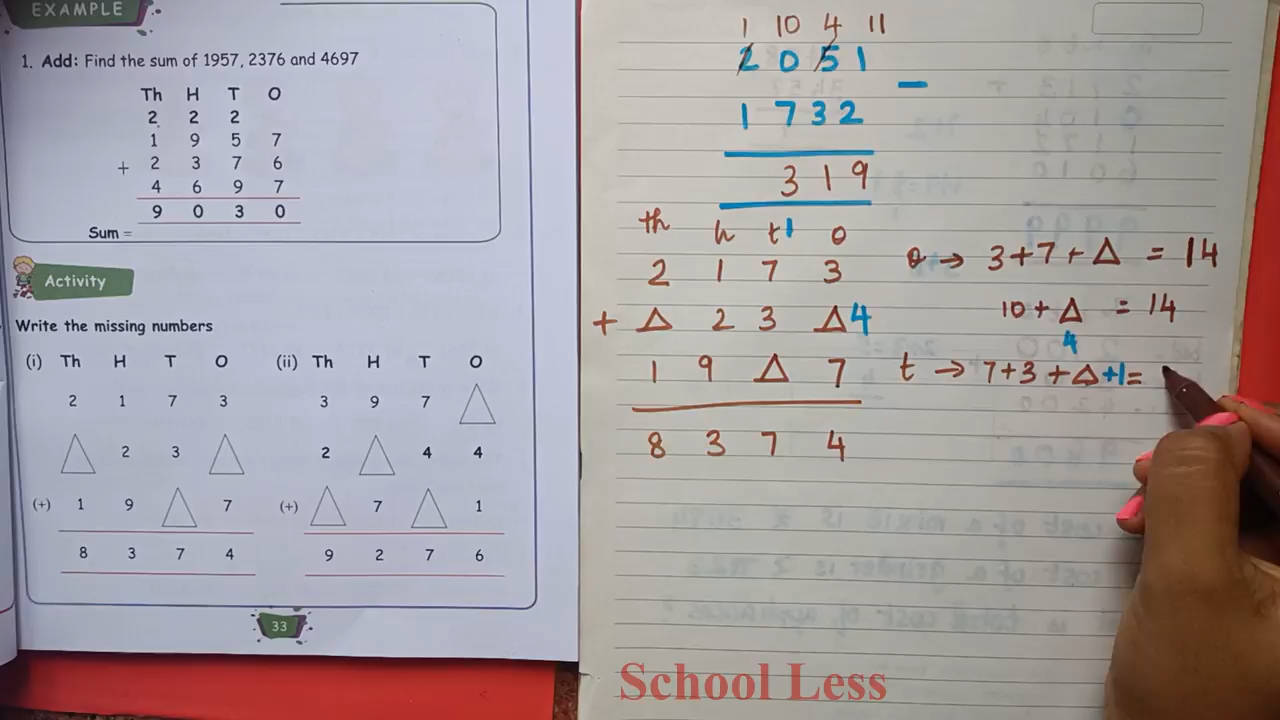 EXAMPLE
1. Add: Find the sum of 1957, 2376 and 4697
Th H T O
2 2 2
1 9 5 7
+ 2 3 7 6
4 6 9 7
9 0 3 0
Sum =
Activity
Write the missing numbers
(i) Th H T O
2 1 7 3
△ 2 3 △
(+) 1 9 △ 7
8 3 7 4
(ii) Th H T O
3 9 7 △
2 △ 4 4
(+) △ 7 △ 1
9 2 7 6
33
1 10 4 11
2 0 5 1 -
1 7 3 2
3 1 9
th h t 1 o
2 1 7 3
+ △ 2 3 △ 4
1 9 △ 7
8 3 7 4
o → 3+7+△ = 14
10+△ = 14
4
t → 7+3+△+1=
School Less